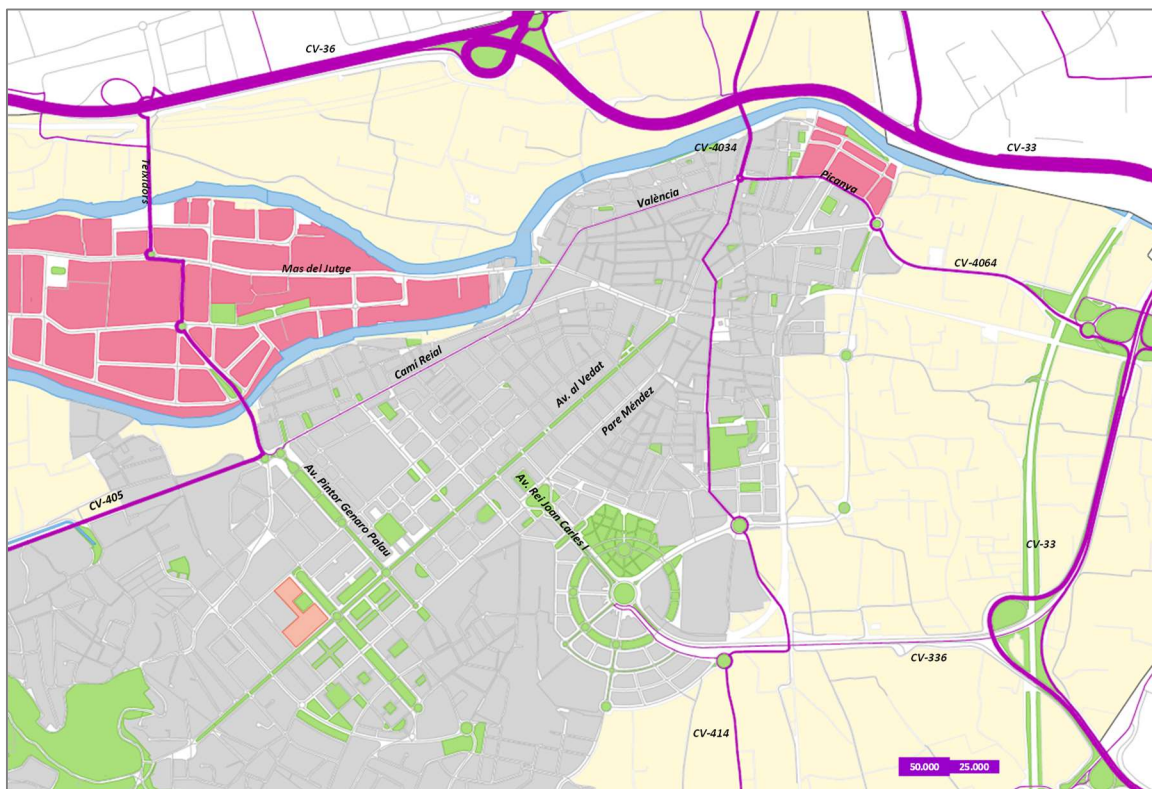 CV-36
CV-4034
CV-33
Teixidors
Picanya
València
CV-4064
Mas del Jutge
Camí Reial
Av. al Vedat
Pare Méndez
Av. Pintor Genaro Palau
Av. Rei Joan Carles I
CV-405
CV-33
CV-336
CV-414
50.000 25.000